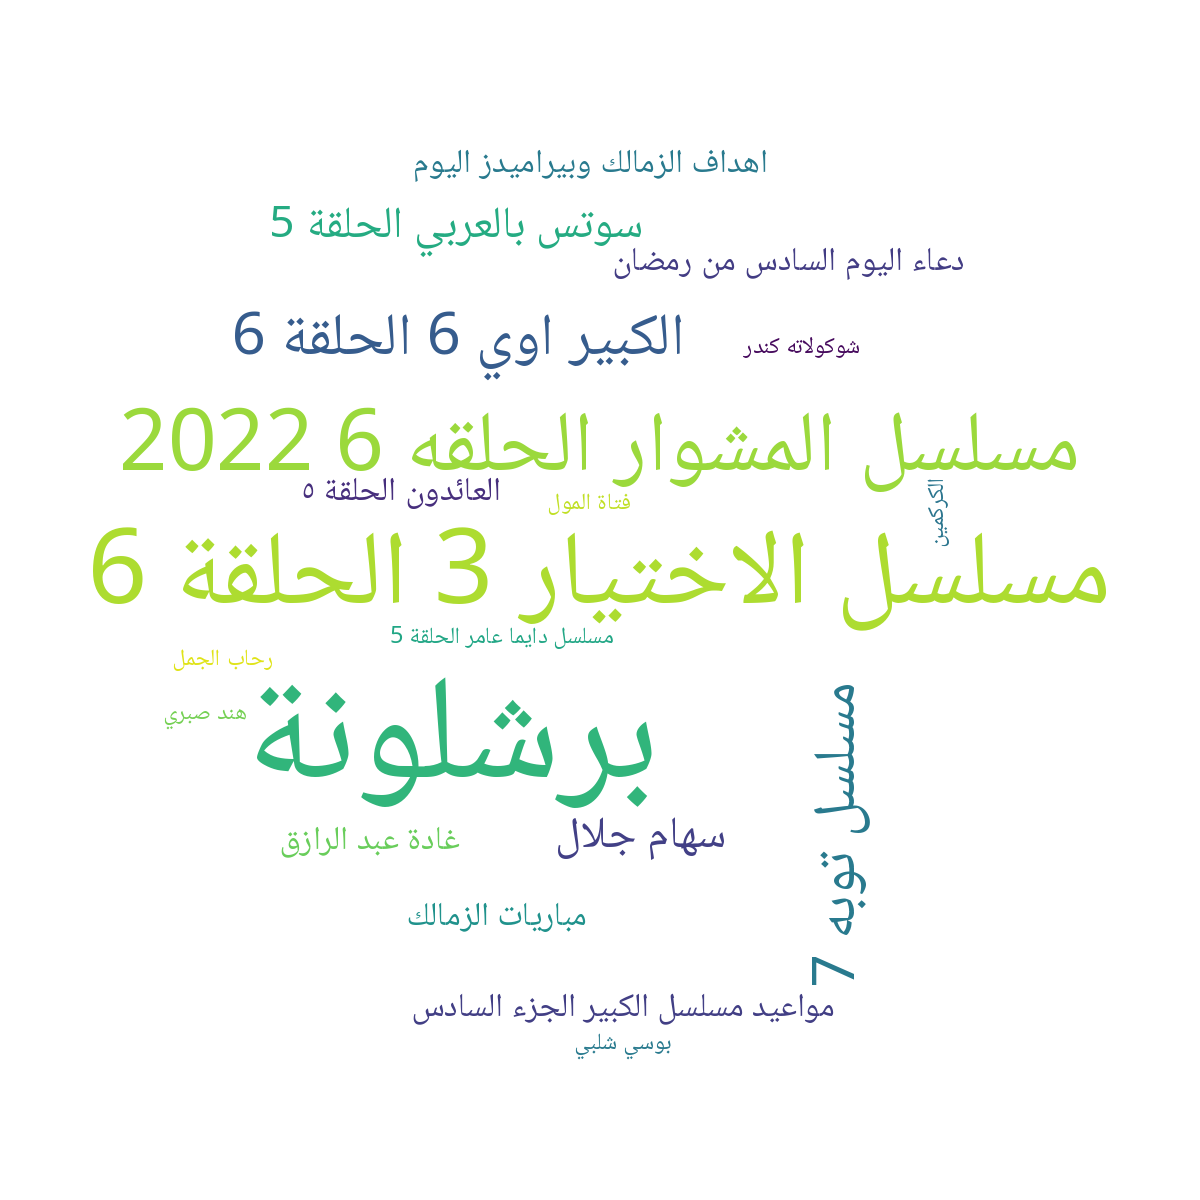 اهداف الزمالك وبيراميدز اليوم
سوتس بالعربي الحلقة 5
دعاء اليوم السادس من رمضان
الكبير اوي 6 الحلقة 6
شوكولاته كندر
مسلسل المشوار الحلقه 6 2022
العائدون الحلقة ٥
فتاة المول
الكركمين
مسلسل الاختيار 3 الحلقة 6
مسلسل دايما عامر الحلقة 5
رحاب الجمل
هند صبري
برشلونة
مسلسل توبه 7
سهام جلال
غادة عبد الرازق
مباريات الزمالك
مواعيد مسلسل الكبير الجزء السادس
بوسي شلبي